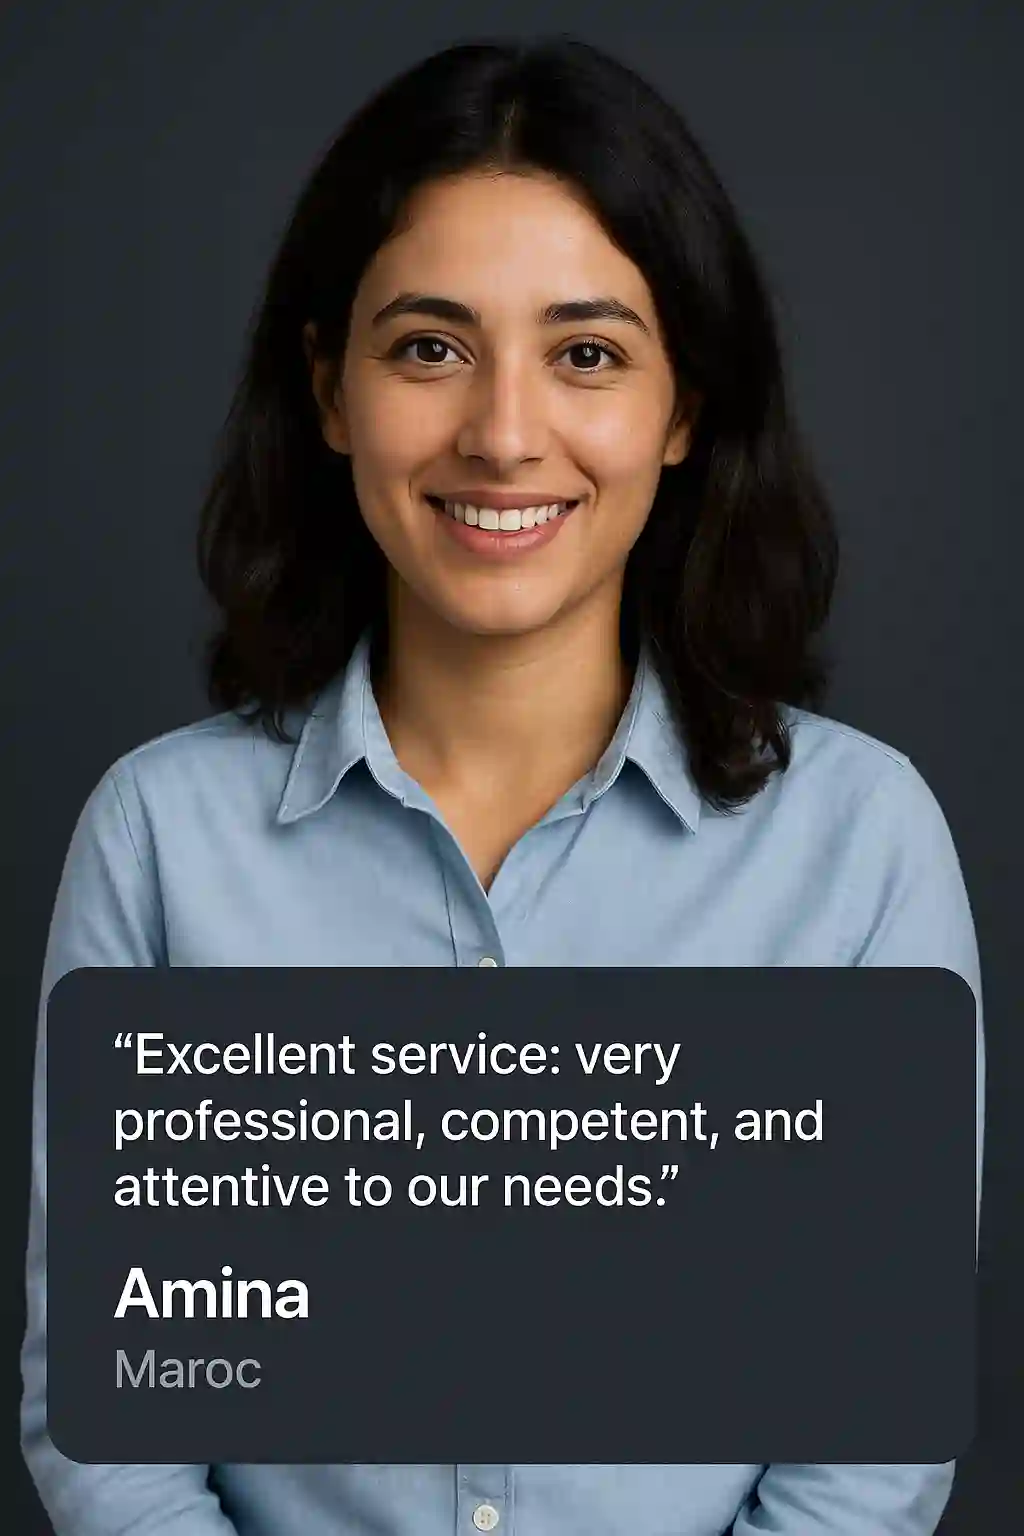 “Excellent service: very
professional, competent, and
attentive to our needs.”
Amina
Maroc